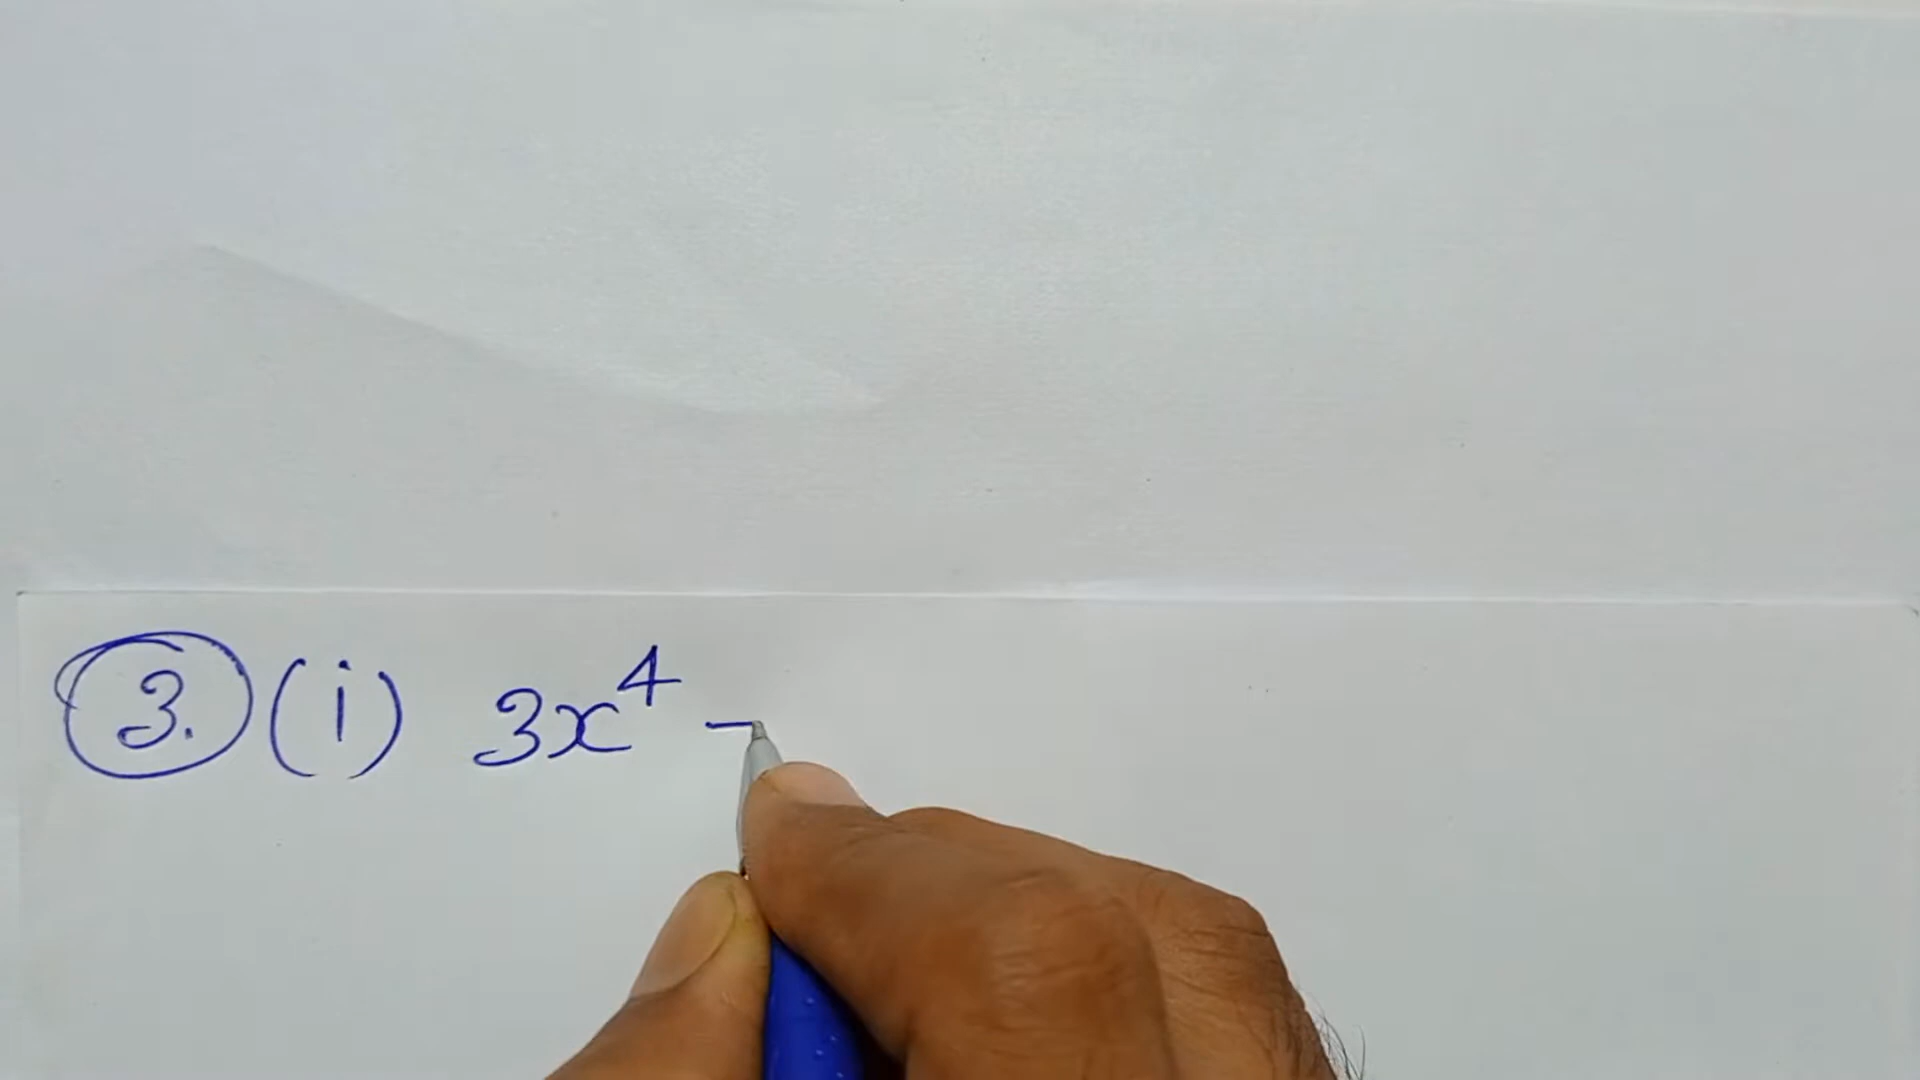 3. (i) 3x⁴ -